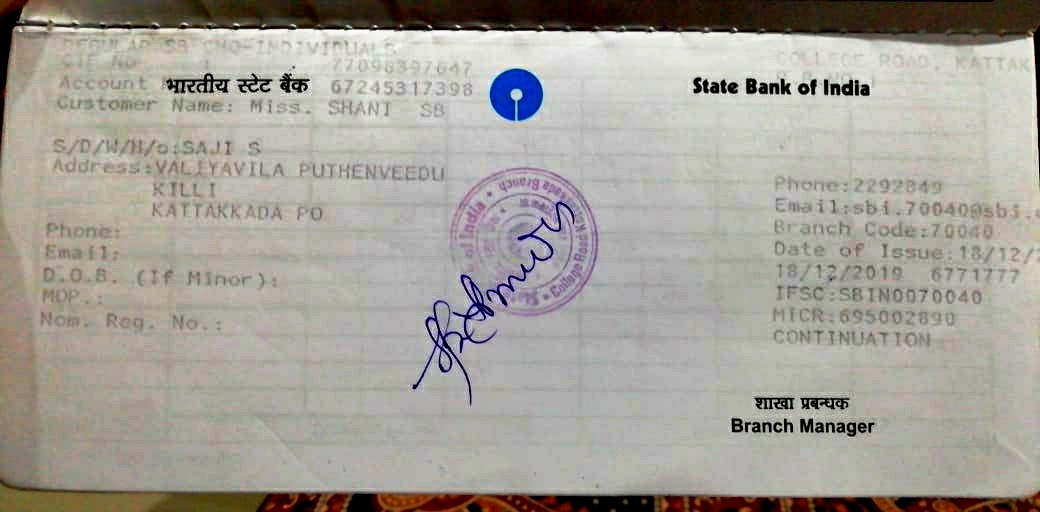 REGULAR SB CHQ-INDIVIDUALS
CIF No. : 77098397647
Account 67245317398
भारतीय स्टेट बैंक
State Bank of India
Customer Name: Miss. SHANI SB
S/D/W/H/o:SAJI S
Address:VALIYAVILA PUTHENVEEDU
KILLI
KATTAKKADA PO
Phone:
Email:
D.O.B. (If Minor):
MOP.:
Nom. Reg. No.:
COLLEGE ROAD, KATTAK
Phone:2292849
Email:sbi.70040@sbi.
Branch Code:70040
Date of Issue:18/12/
18/12/2019 6771777
IFSC:SBIN0070040
MICR:695002890
CONTINUATION
of India
College Road Branch
शाखा प्रबन्धक
Branch Manager